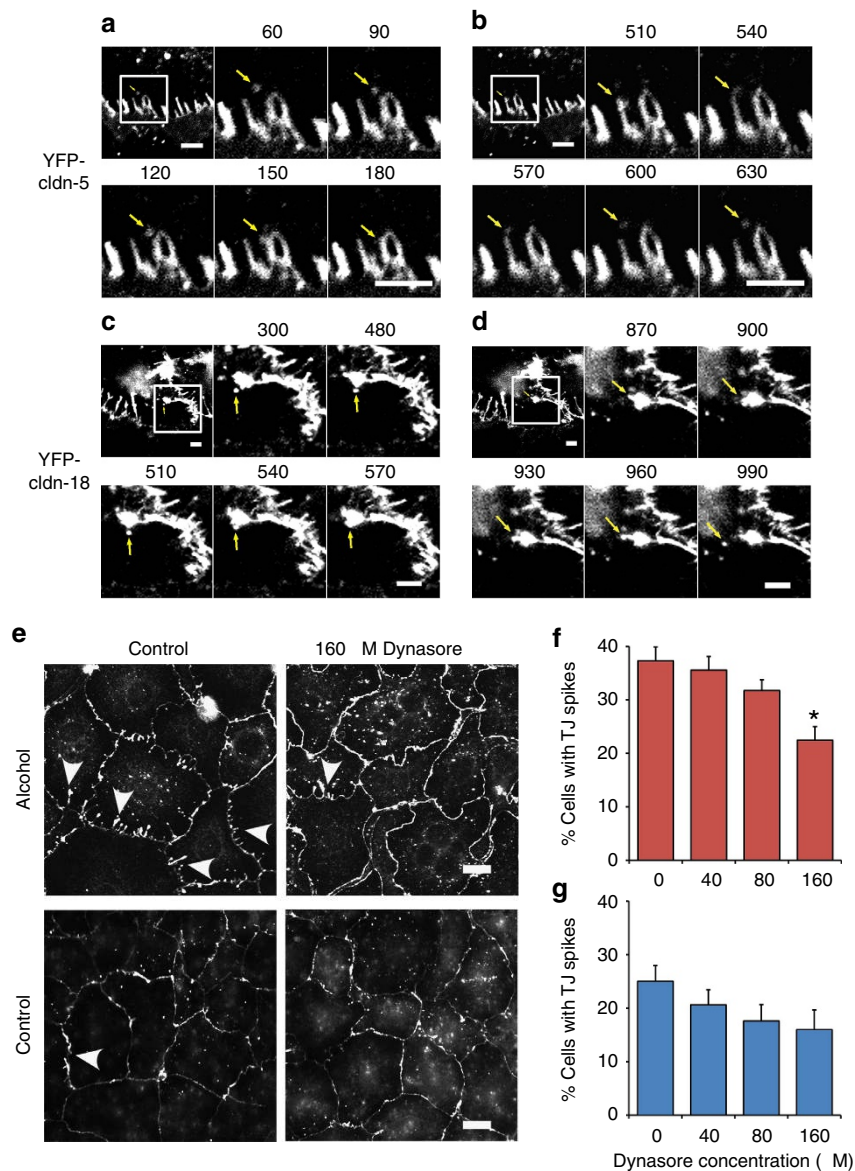 a
60
90
b
510
540
YFP-
cldn-5
120
150
180
570
600
630
c
300
480
d
870
900
YFP-
cldn-18
510
540
570
930
960
990
e
Control
160 M Dynasore
Alcohol
Control
f
% Cells with TJ spikes
40
30
20
10
0
*
0 40 80 160
g
% Cells with TJ spikes
40
30
20
10
0
0 40 80 160
Dynasore concentration ( M)